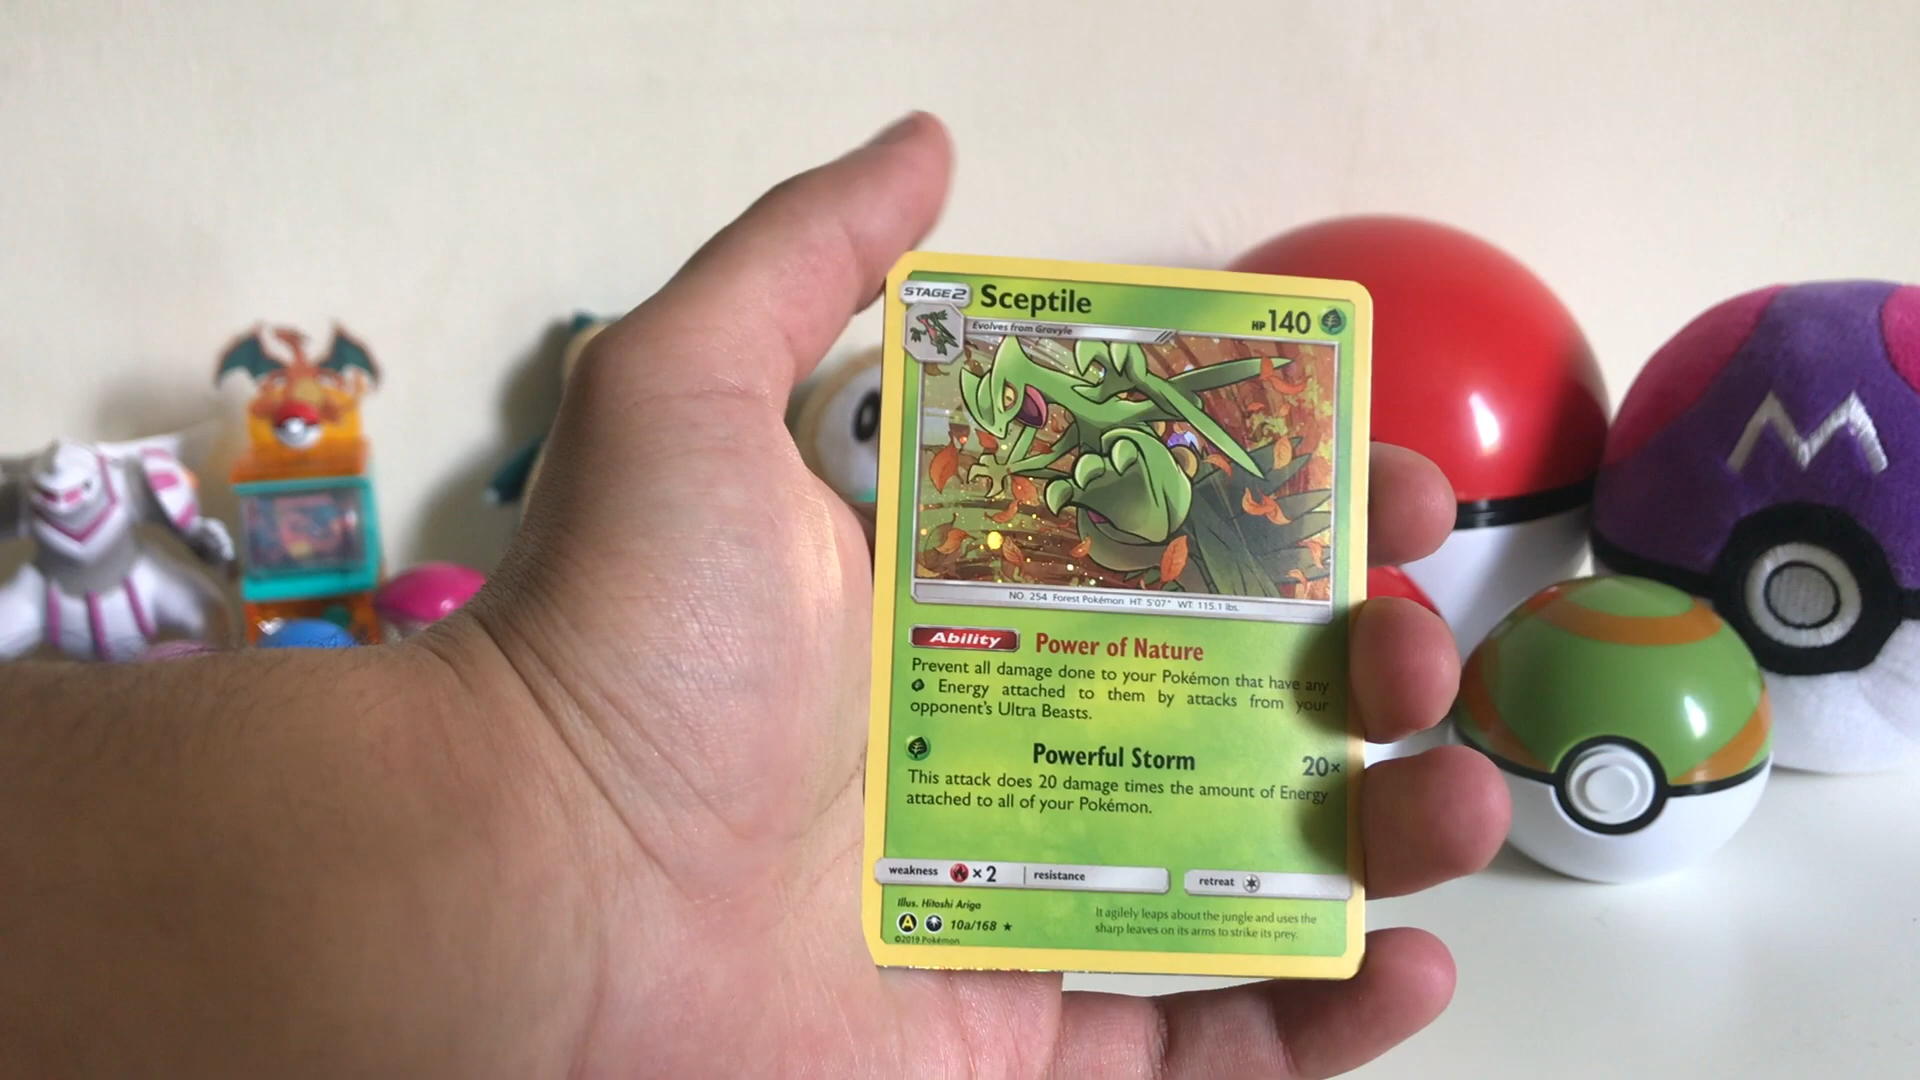 STAGE 2 Sceptile HP 140
Evolves from Grovyle
NO. 254 Forest Pokémon HT: 5'07" WT: 115.1 lbs.
Ability Power of Nature
Prevent all damage done to your Pokémon that have any
Energy attached to them by attacks from your
opponent's Ultra Beasts.
Powerful Storm 20×
This attack does 20 damage times the amount of Energy
attached to all of your Pokémon.
weakness × 2 resistance retreat
Illus. Hitoshi Ariga
A 10a/168 ★
©2019 Pokémon
It agilely leaps about the jungle and uses the
sharp leaves on its arms to strike its prey.
M